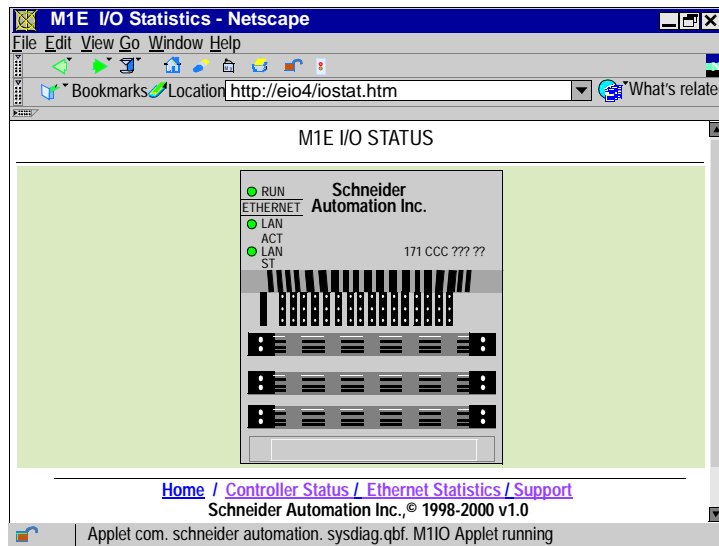 M1E I/O Statistics - Netscape
File Edit View Go Window Help
Bookmarks Location http://eio4/iostat.htm What's relate
M1E I/O STATUS
RUN Schneider
ETHERNET Automation Inc.
LAN
ACT
LAN 171 CCC ??? ??
ST
Home / Controller Status / Ethernet Statistics / Support
Schneider Automation Inc.,© 1998-2000 v1.0
Applet com. schneider automation. sysdiag.qbf. M1IO Applet running